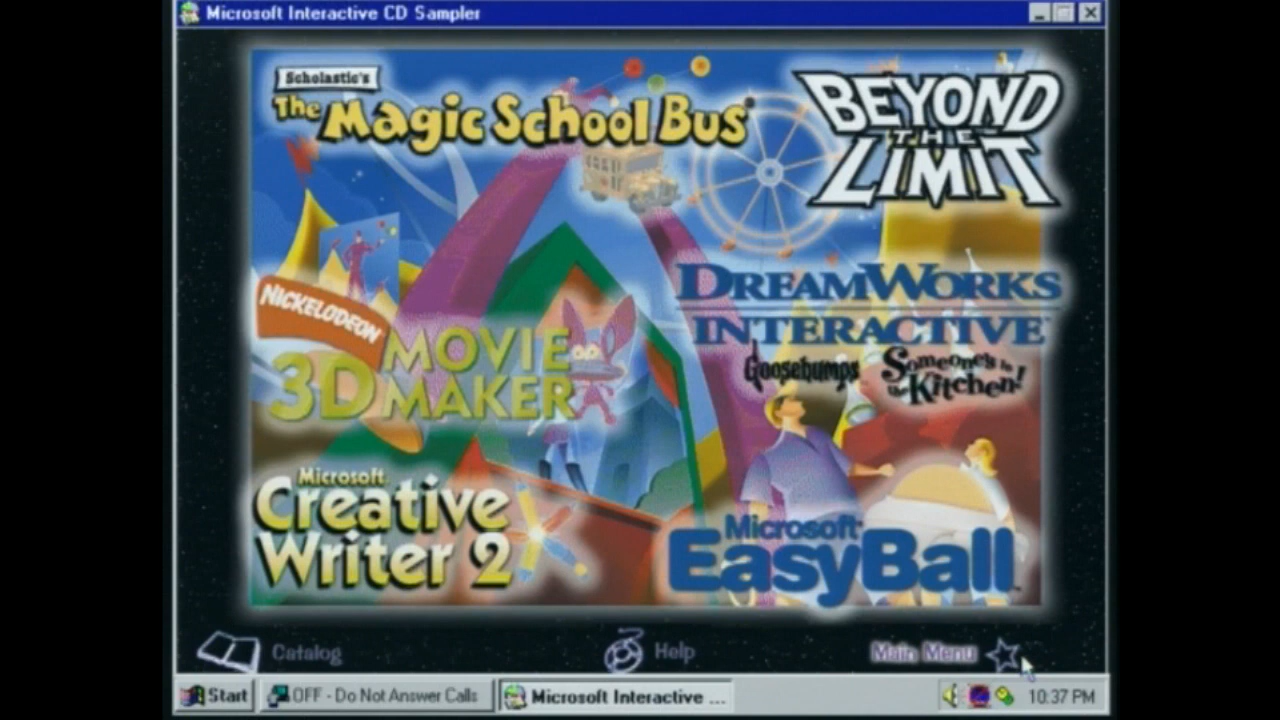 Microsoft Interactive CD Sampler
Scholastic's
The Magic School Bus
BEYOND
THE
LIMIT
NICKELODEON
3D MOVIE MAKER
DREAMWORKS
INTERACTIVE
Goosebumps
Someone's in
the Kitchen!
Microsoft
Creative
Writer 2
Microsoft
EasyBall™
Catalog
Help
Main Menu
Start
OFF - Do Not Answer Calls
Microsoft Interactive ...
10:37 PM